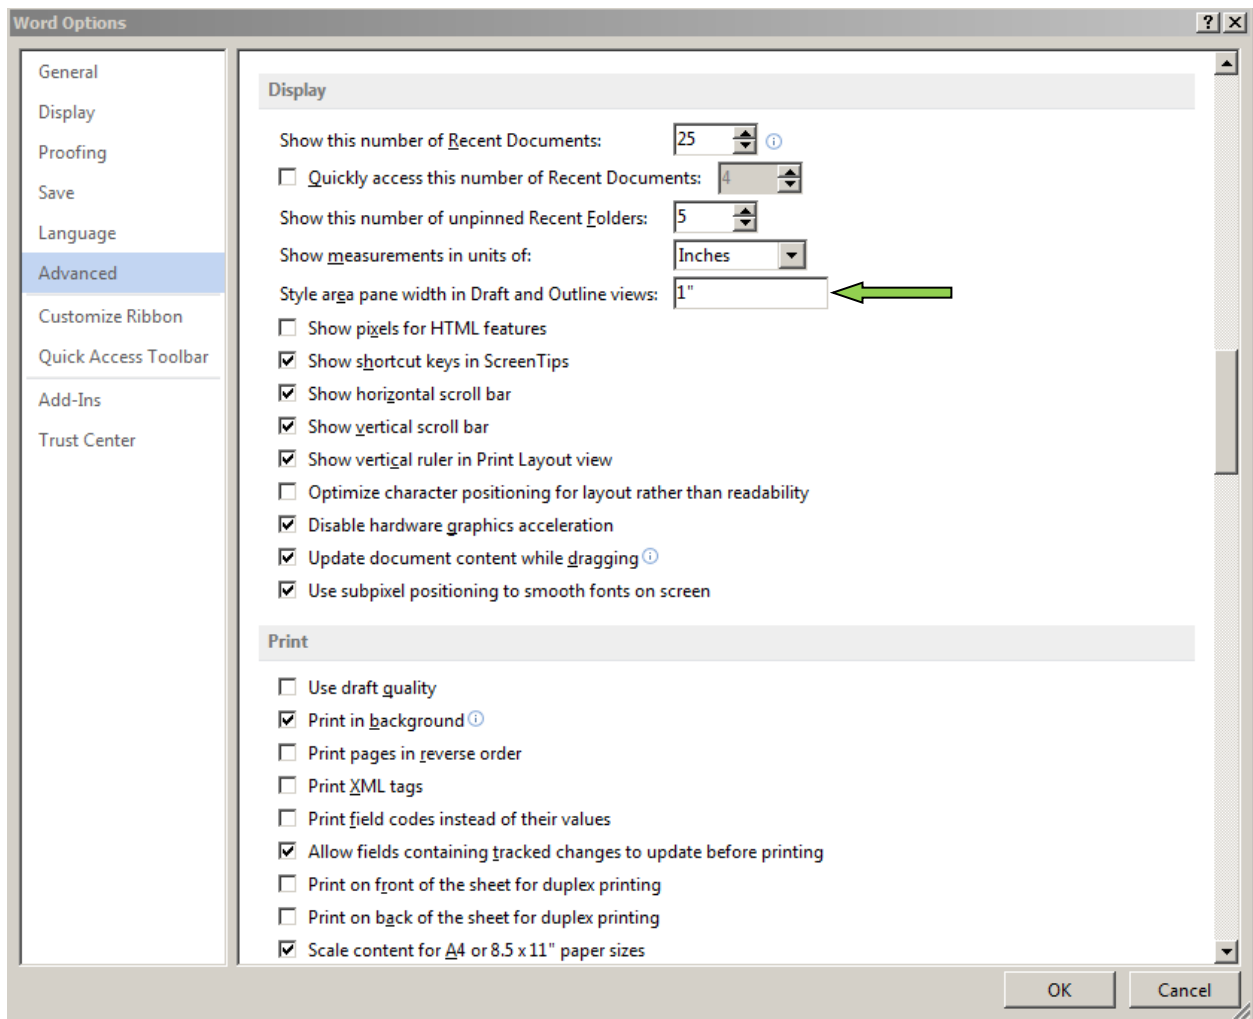 Word Options
General
Display
Proofing
Save
Language
Advanced
Customize Ribbon
Quick Access Toolbar
Add-Ins
Trust Center
Display
Show this number of Recent Documents: 25
Quickly access this number of Recent Documents: 4
Show this number of unpinned Recent Folders: 5
Show measurements in units of: Inches
Style area pane width in Draft and Outline views: 1"
Show pixels for HTML features
Show shortcut keys in ScreenTips
Show horizontal scroll bar
Show vertical scroll bar
Show vertical ruler in Print Layout view
Optimize character positioning for layout rather than readability
Disable hardware graphics acceleration
Update document content while dragging
Use subpixel positioning to smooth fonts on screen
Print
Use draft quality
Print in background
Print pages in reverse order
Print XML tags
Print field codes instead of their values
Allow fields containing tracked changes to update before printing
Print on front of the sheet for duplex printing
Print on back of the sheet for duplex printing
Scale content for A4 or 8.5 x 11" paper sizes
OK Cancel